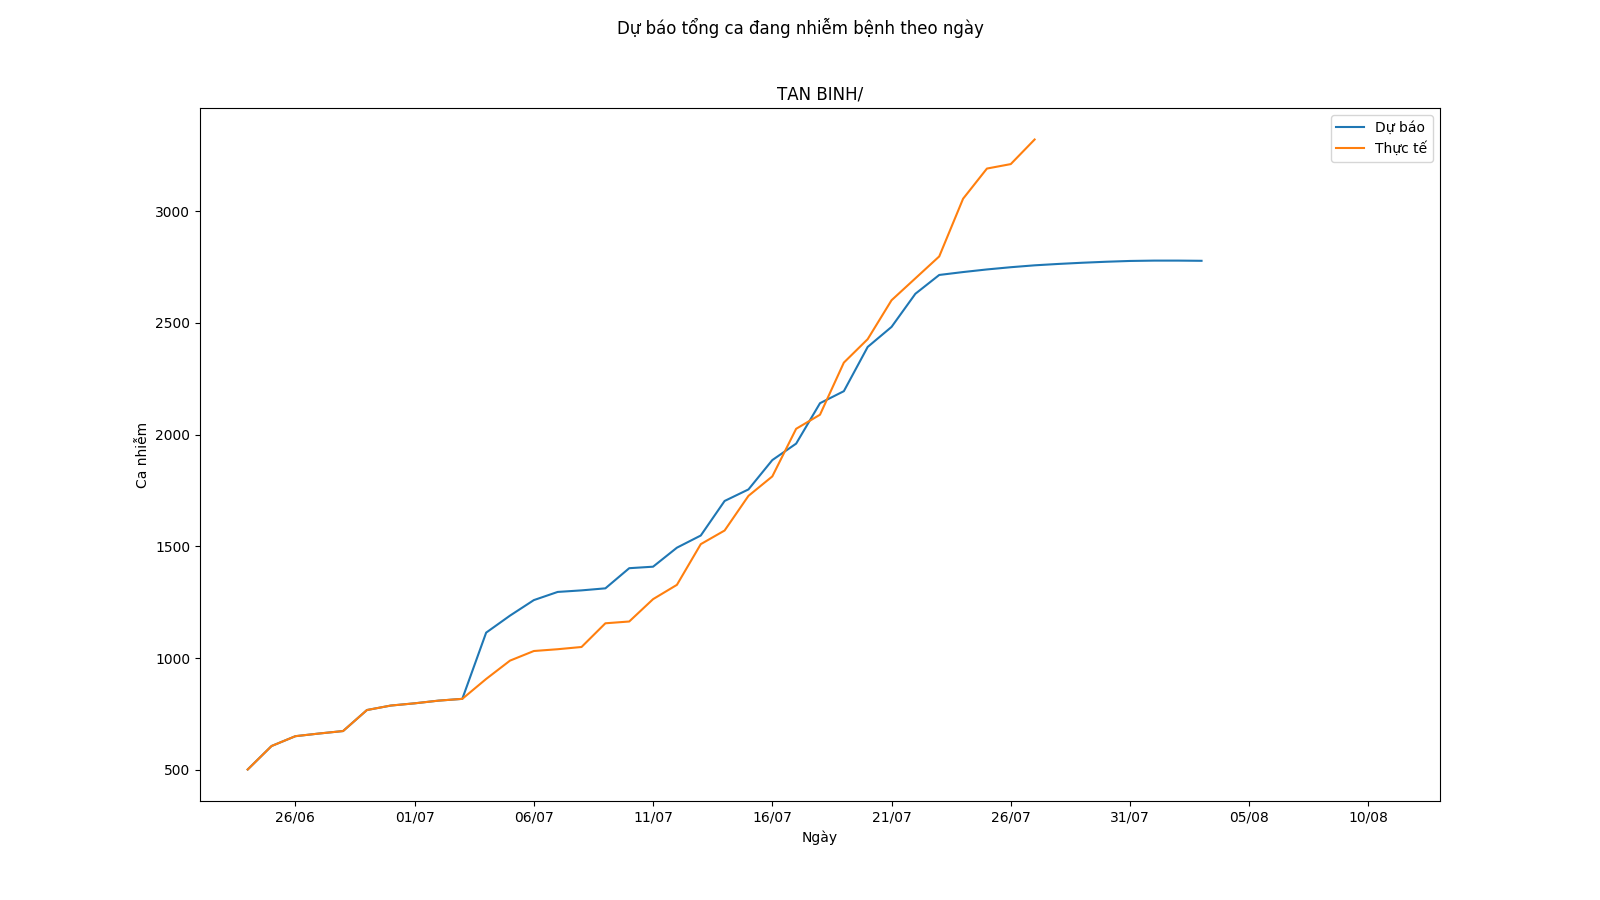 Dự báo tổng ca đang nhiễm bệnh theo ngày
TAN BINH/
Dự báo
Thực tế
3000
2500
2000
1500
1000
500
Ca nhiễm
26/06 01/07 06/07 11/07 16/07 21/07 26/07 31/07 05/08 10/08
Ngày